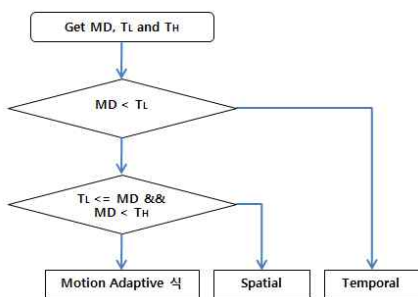 Get MD, TL and TH
MD < TL
TL <= MD &&
MD < TH
Motion Adaptive 식
Spatial
Temporal